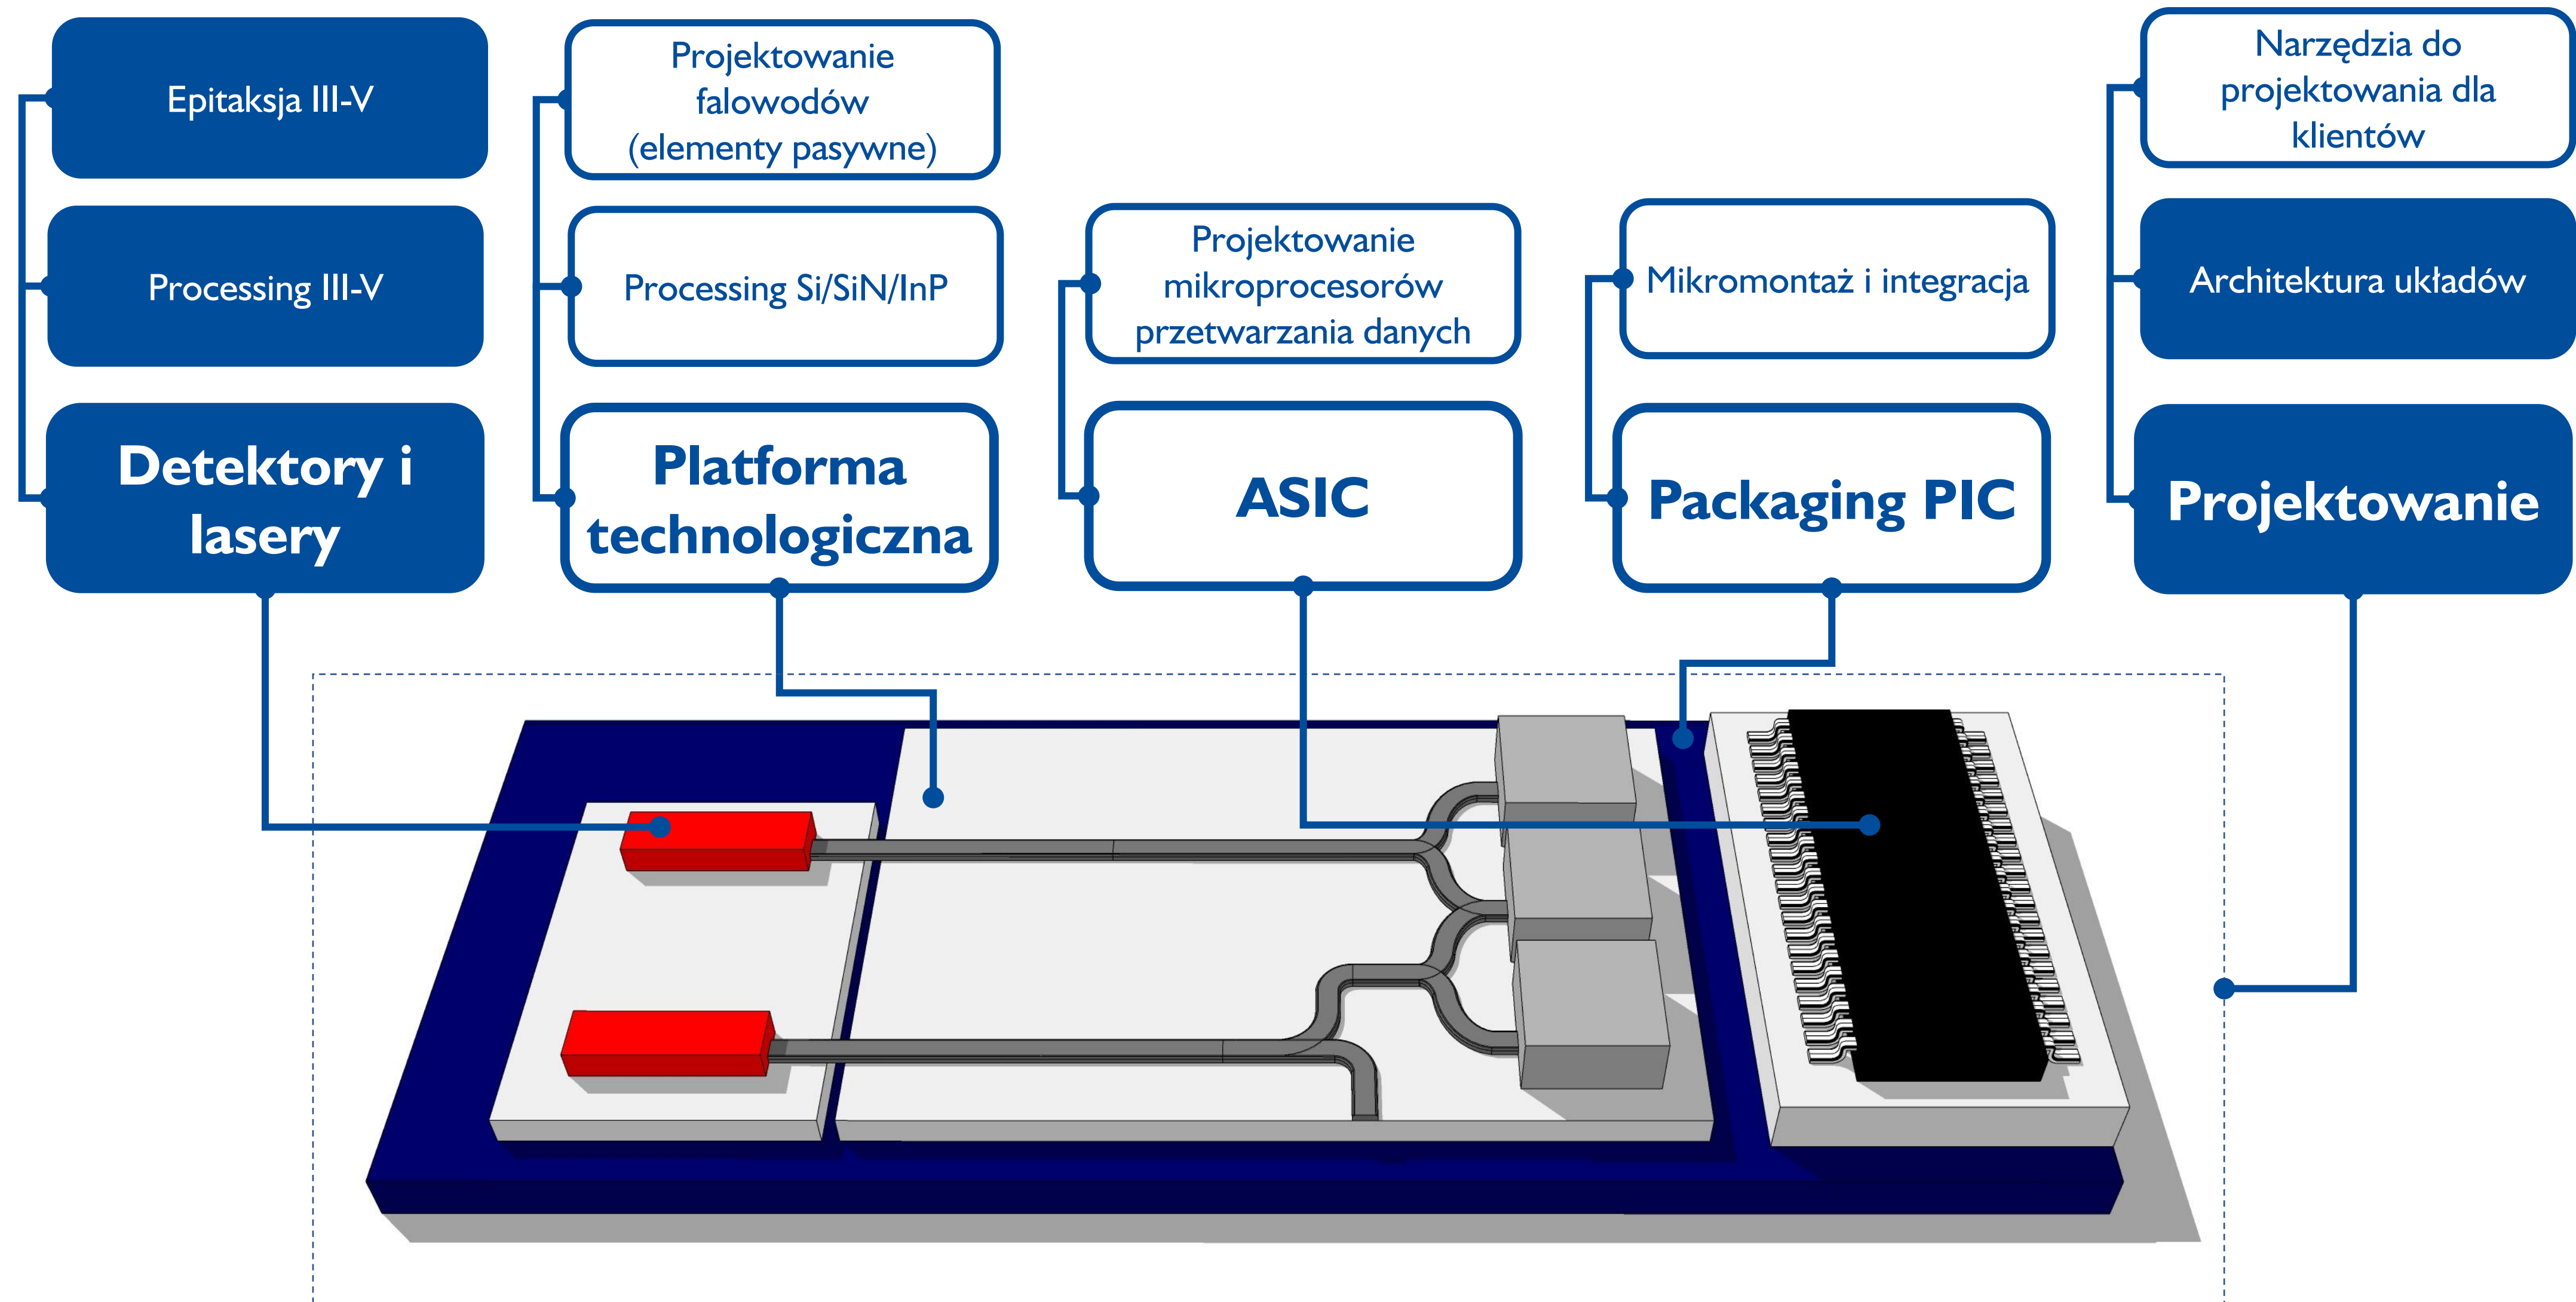 Epitaksja III-V
Processing III-V
Detektory i
lasery
Projektowanie
falowodów
(elementy pasywne)
Processing Si/SiN/InP
Platforma
technologiczna
Projektowanie
mikroprocesorów
przetwarzania danych
ASIC
Mikromontaż i integracja
Packaging PIC
Narzędzia do
projektowania dla
klientów
Architektura układów
Projektowanie